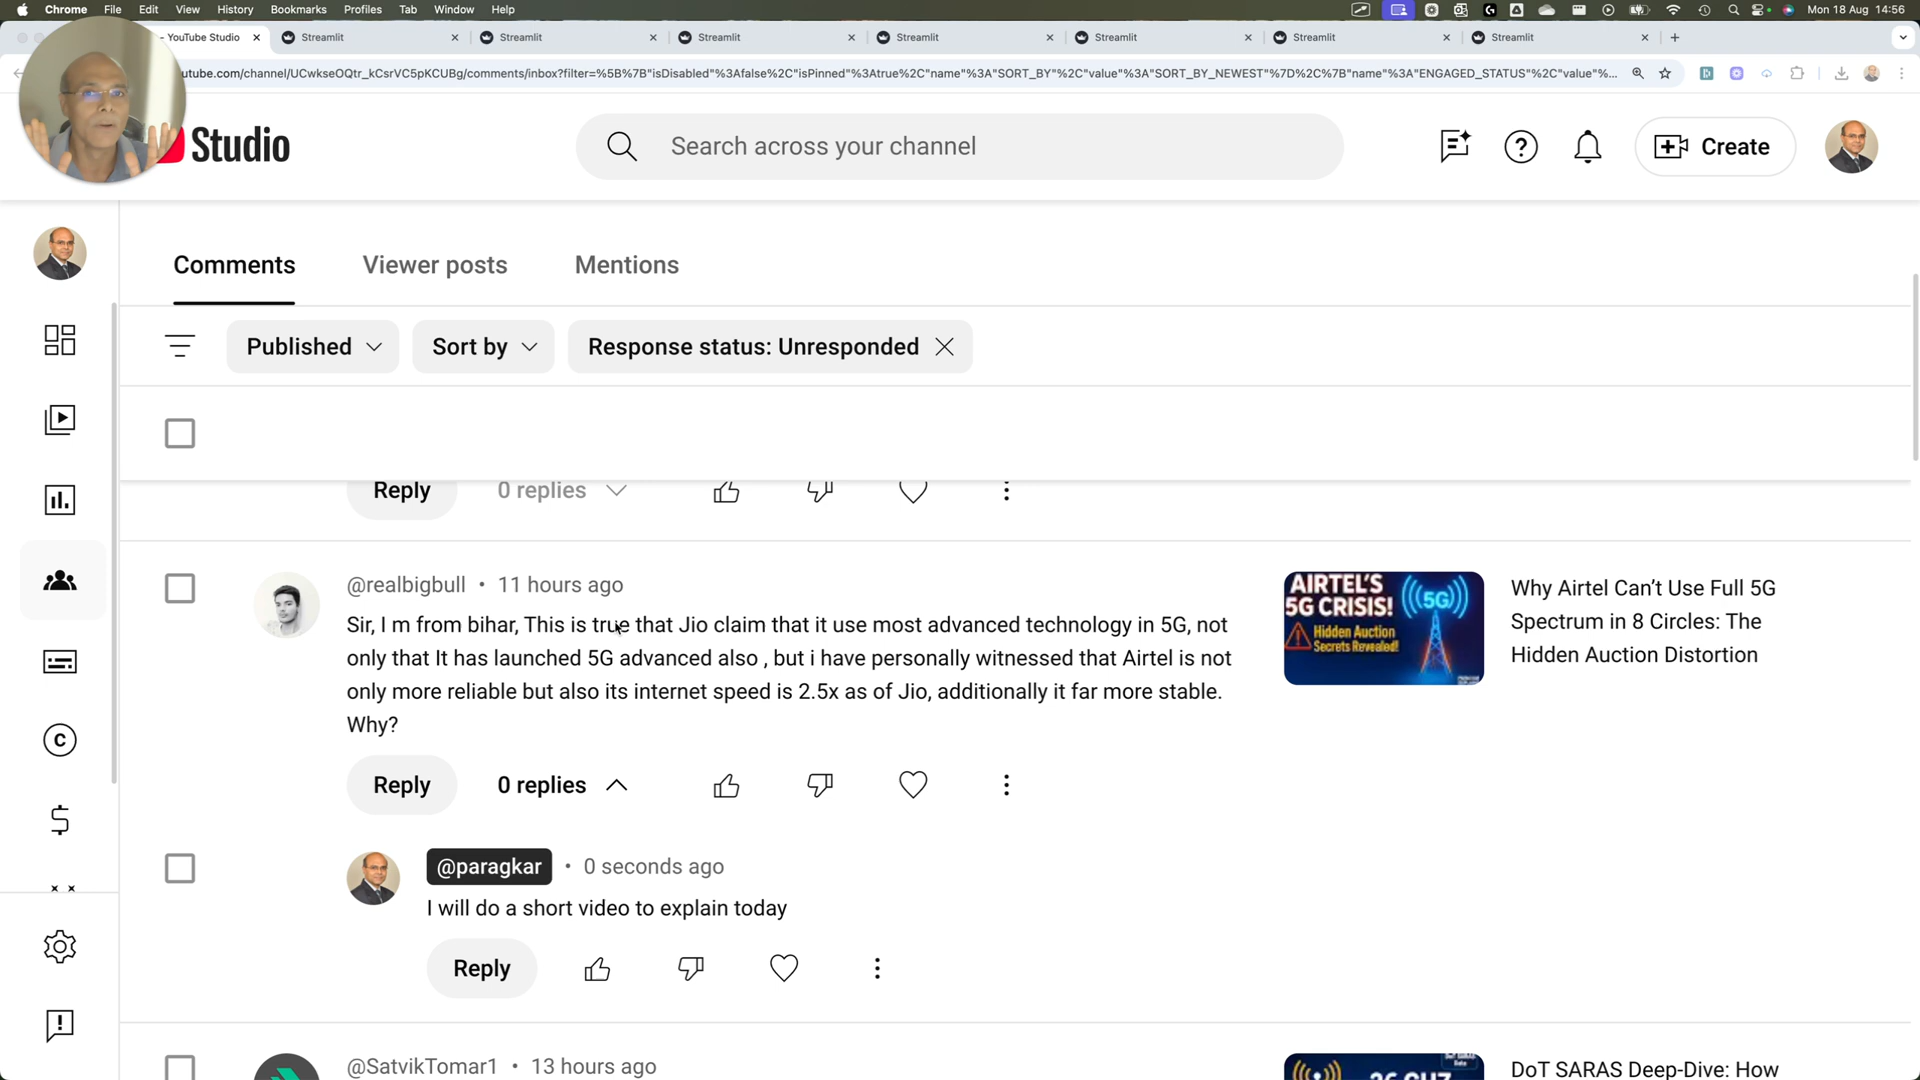 Chrome File Edit View History Bookmarks Profiles Tab Window Help
Mon 18 Aug 14:56
- YouTube Studio
Streamlit
Streamlit
Streamlit
Streamlit
Streamlit
Streamlit
Streamlit
utube.com/channel/UCwkseOQtr_kCsrVC5pKCUBg/comments/inbox?filter=%5B%7B"isDisabled"%3Afalse%2C"isPinned"%3Atrue%2C"name"%3A"SORT_BY"%2C"value"%3A"SORT_BY_NEWEST"%7D%2C%7B"name"%3A"ENGAGED_STATUS"%2C"value"%...
Studio
Search across your channel
Create
Comments
Viewer posts
Mentions
Published
Sort by
Response status: Unresponded
Reply
0 replies
@realbigbull • 11 hours ago
Sir, I m from bihar, This is true that Jio claim that it use most advanced technology in 5G, not
only that It has launched 5G advanced also , but i have personally witnessed that Airtel is not
only more reliable but also its internet speed is 2.5x as of Jio, additionally it far more stable.
Why?
AIRTEL'S
5G CRISIS!
Hidden Auction
Secrets Revealed!
(5G)
Why Airtel Can't Use Full 5G
Spectrum in 8 Circles: The
Hidden Auction Distortion
Reply
0 replies
@paragkar • 0 seconds ago
I will do a short video to explain today
Reply
@SatvikTomar1 • 13 hours ago
DoT SARAS Deep-Dive: How